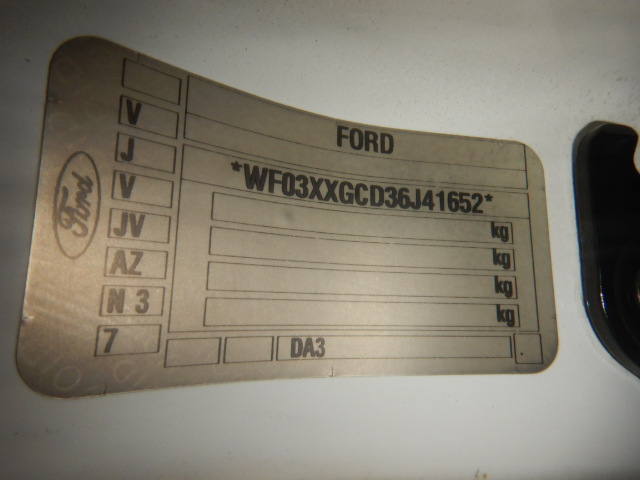 FORD
*WF03XXGCD36J41652*
kg
kg
kg
kg
V
J
V
JV
AZ
N 3
7
DA3
Ford